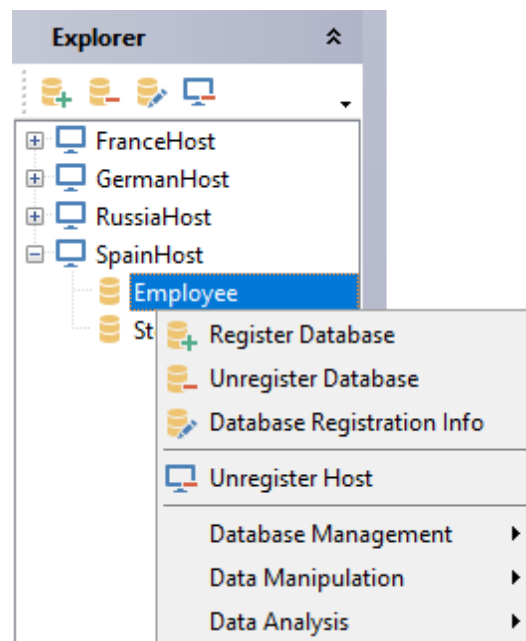 Explorer
FranceHost
GermanHost
RussiaHost
SpainHost
Employee
Register Database
Unregister Database
Database Registration Info
Unregister Host
Database Management
Data Manipulation
Data Analysis